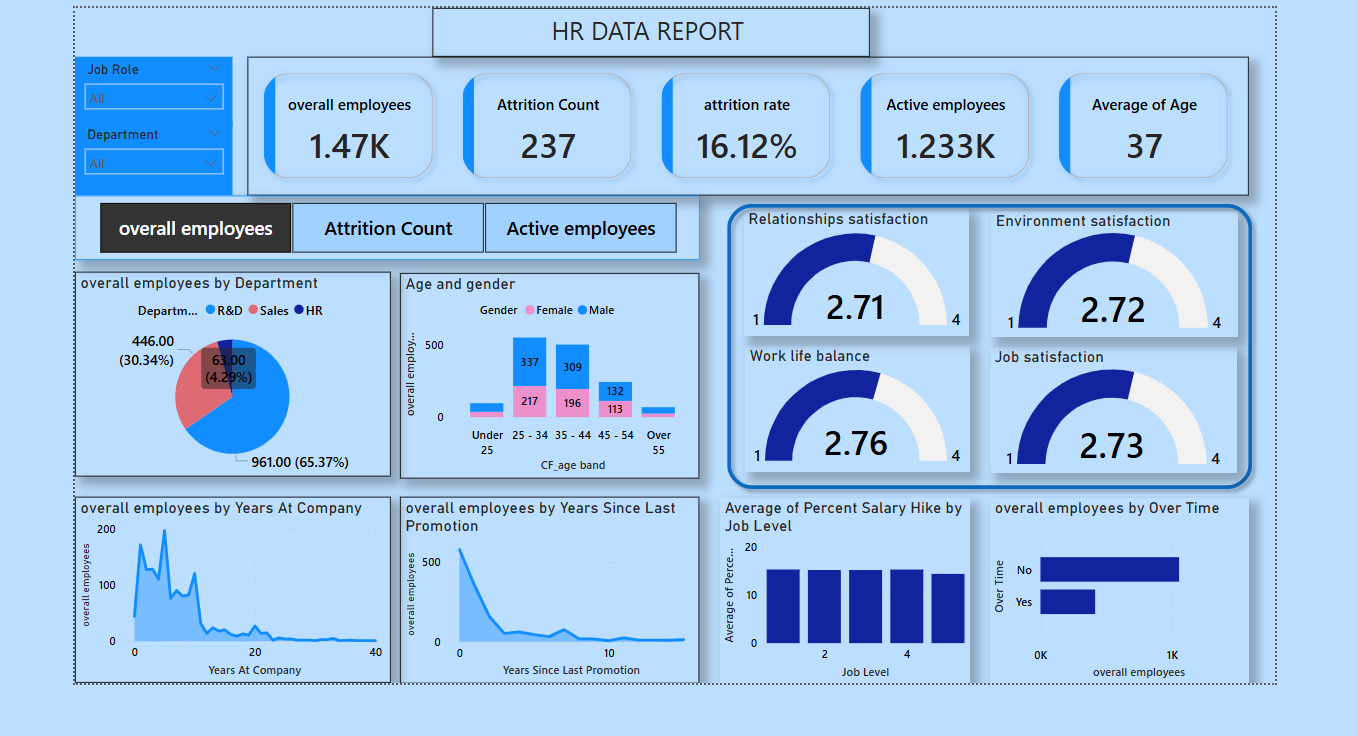 HR DATA REPORT
Job Role
All
Department
All
overall employees
1.47K
Attrition Count
237
attrition rate
16.12%
Active employees
1.233K
Average of Age
37
overall employees
Attrition Count
Active employees
Relationships satisfaction
2.71
1
4
Environment satisfaction
2.72
1
4
Work life balance
2.76
1
4
Job satisfaction
2.73
1
4
overall employees by Department
Departm... R&D Sales HR
446.00
(30.34%)
63.00
(4.29%)
961.00 (65.37%)
Age and gender
Gender Female Male
overall employ...
500
0
337
217
309
196
132
113
Under
25
25 - 34
35 - 44
45 - 54
Over
55
CF_age band
overall employees by Years At Company
overall employees
200
100
0
0 20 40
Years At Company
overall employees by Years Since Last
Promotion
overall employees
500
0
0 10
Years Since Last Promotion
Average of Percent Salary Hike by
Job Level
Average of Perce...
20
10
0
2 4
Job Level
overall employees by Over Time
Over Time
No
Yes
0K 1K
overall employees